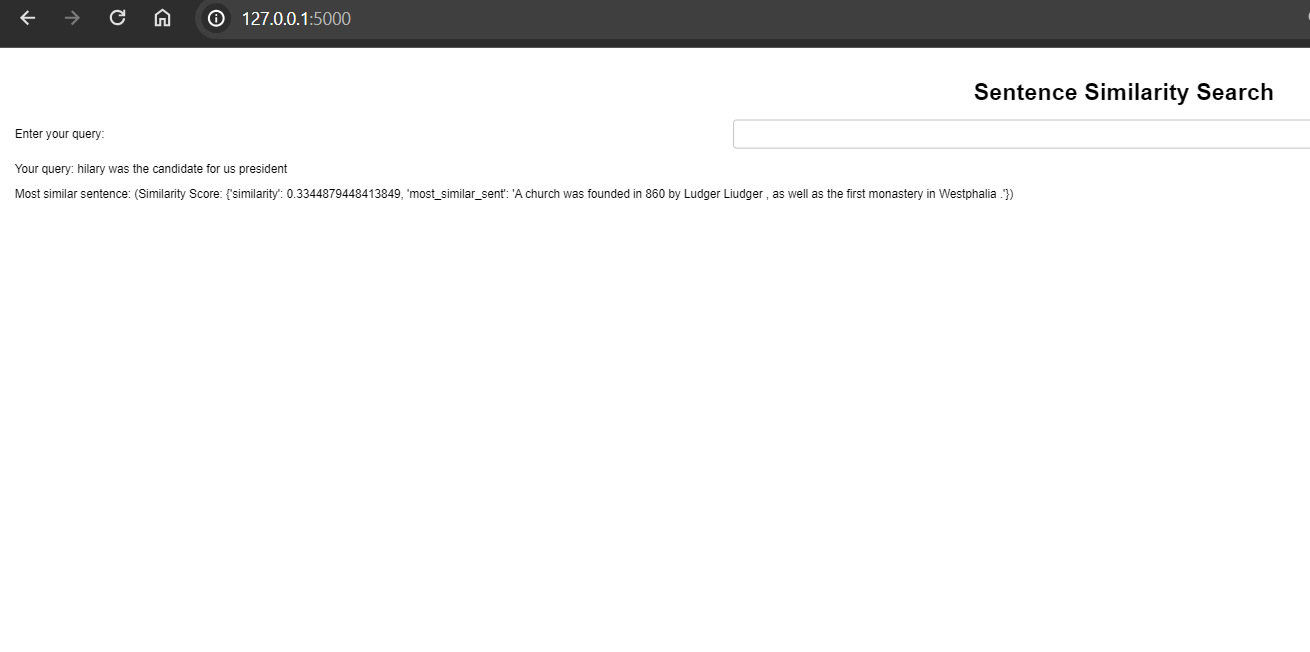 127.0.0.1:5000
Sentence Similarity Search
Enter your query:
Your query: hilary was the candidate for us president
Most similar sentence: (Similarity Score: {'similarity': 0.3344879448413849, 'most_similar_sent': 'A church was founded in 860 by Ludger Liudger , as well as the first monastery in Westphalia .'})